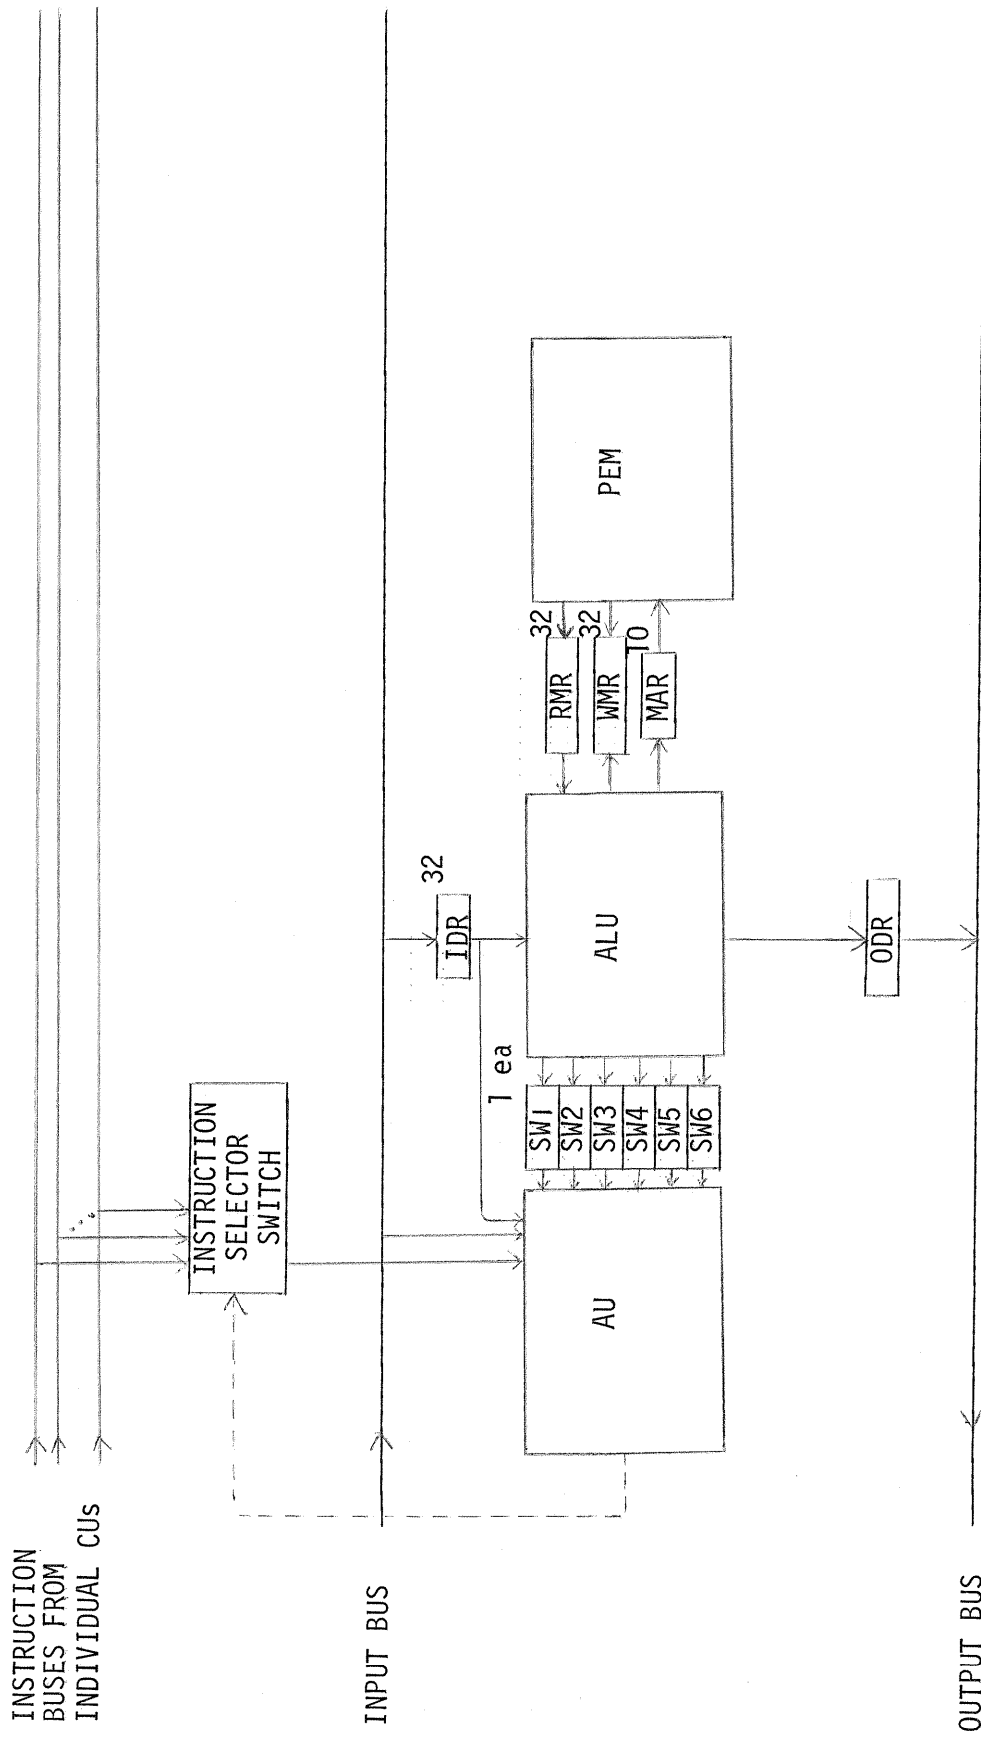 INSTRUCTION
BUSES FROM
INDIVIDUAL CUs
INSTRUCTION
SELECTOR
SWITCH
INPUT BUS
IDR
32
1 ea
AU
SW1
SW2
SW3
SW4
SW5
SW6
ALU
RMR
32
WMR
32
MAR
10
PEM
ODR
OUTPUT BUS